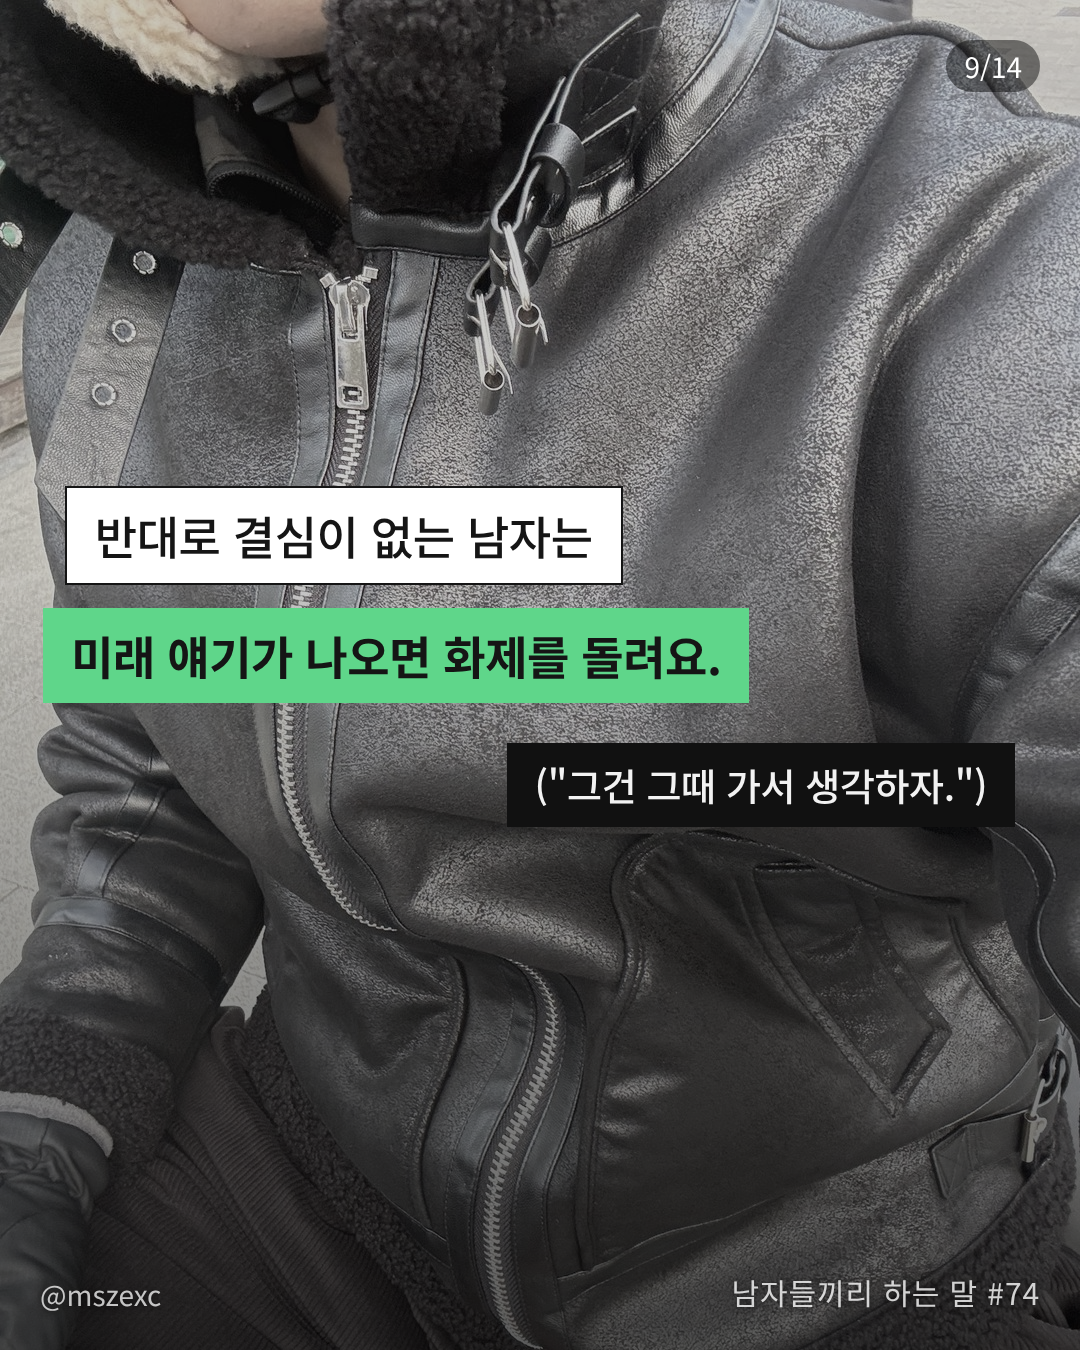 9/14
반대로 결심이 없는 남자는
미래 얘기가 나오면 화제를 돌려요.
("그건 그때 가서 생각하자.")
@mszexc
남자들끼리 하는 말 #74